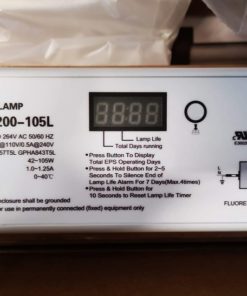 LAMP
200-105L
264V AC 50/60 HZ
@110V/0.5A@240V
57T5L GPHA843T5L
42~105W
1.0~1.25A
0~40°C
enclosure shall be grounded
or use in permanently connected (fixed) equipment only
88:88
Lamp Life
Total Days running
• Press Button To Display
Total EPS Operating Days
• Press & Hold Button for 2~5
Seconds To Silence End of
Lamp Life Alarm For 7 Days(Max.4times)
• Press & Hold Button for
10 Seconds to Reset Lamp Life Timer
FLUORE